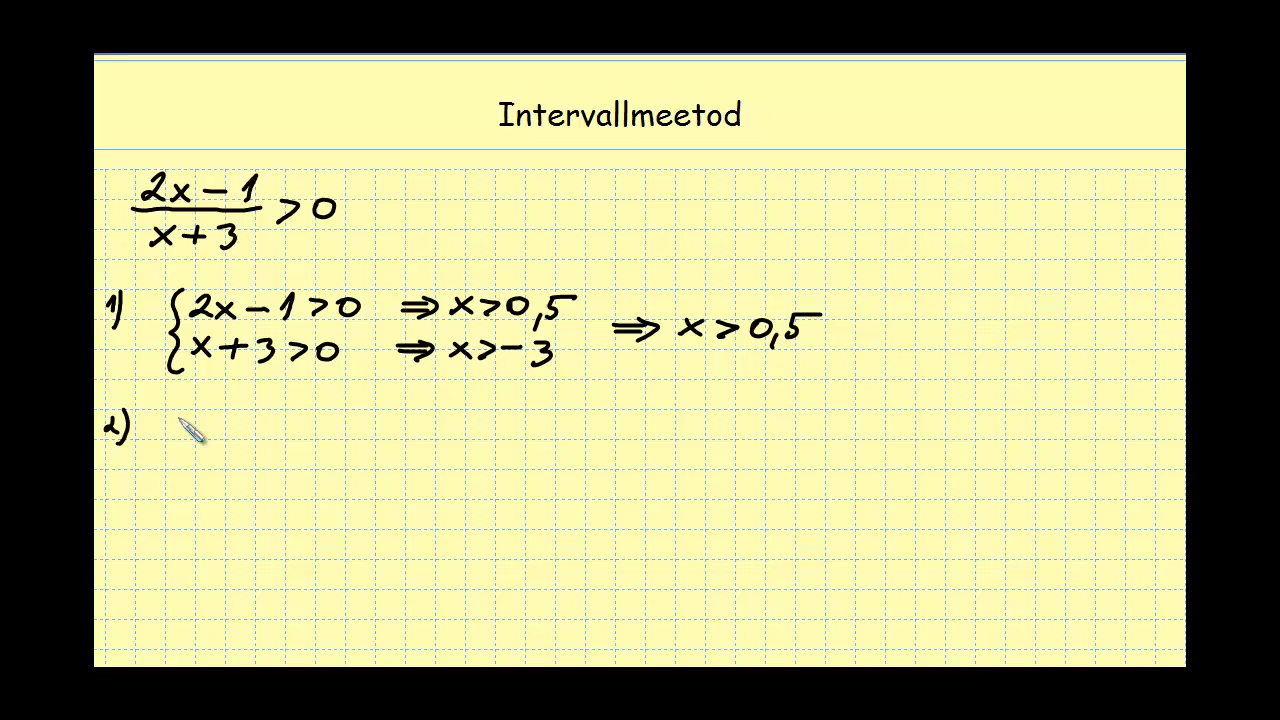 Intervallmeetod
2x - 1
x + 3 > 0
1) { 2x - 1 > 0 ⇒ x > 0,5
x + 3 > 0 ⇒ x > - 3 ⇒ x > 0,5
2)